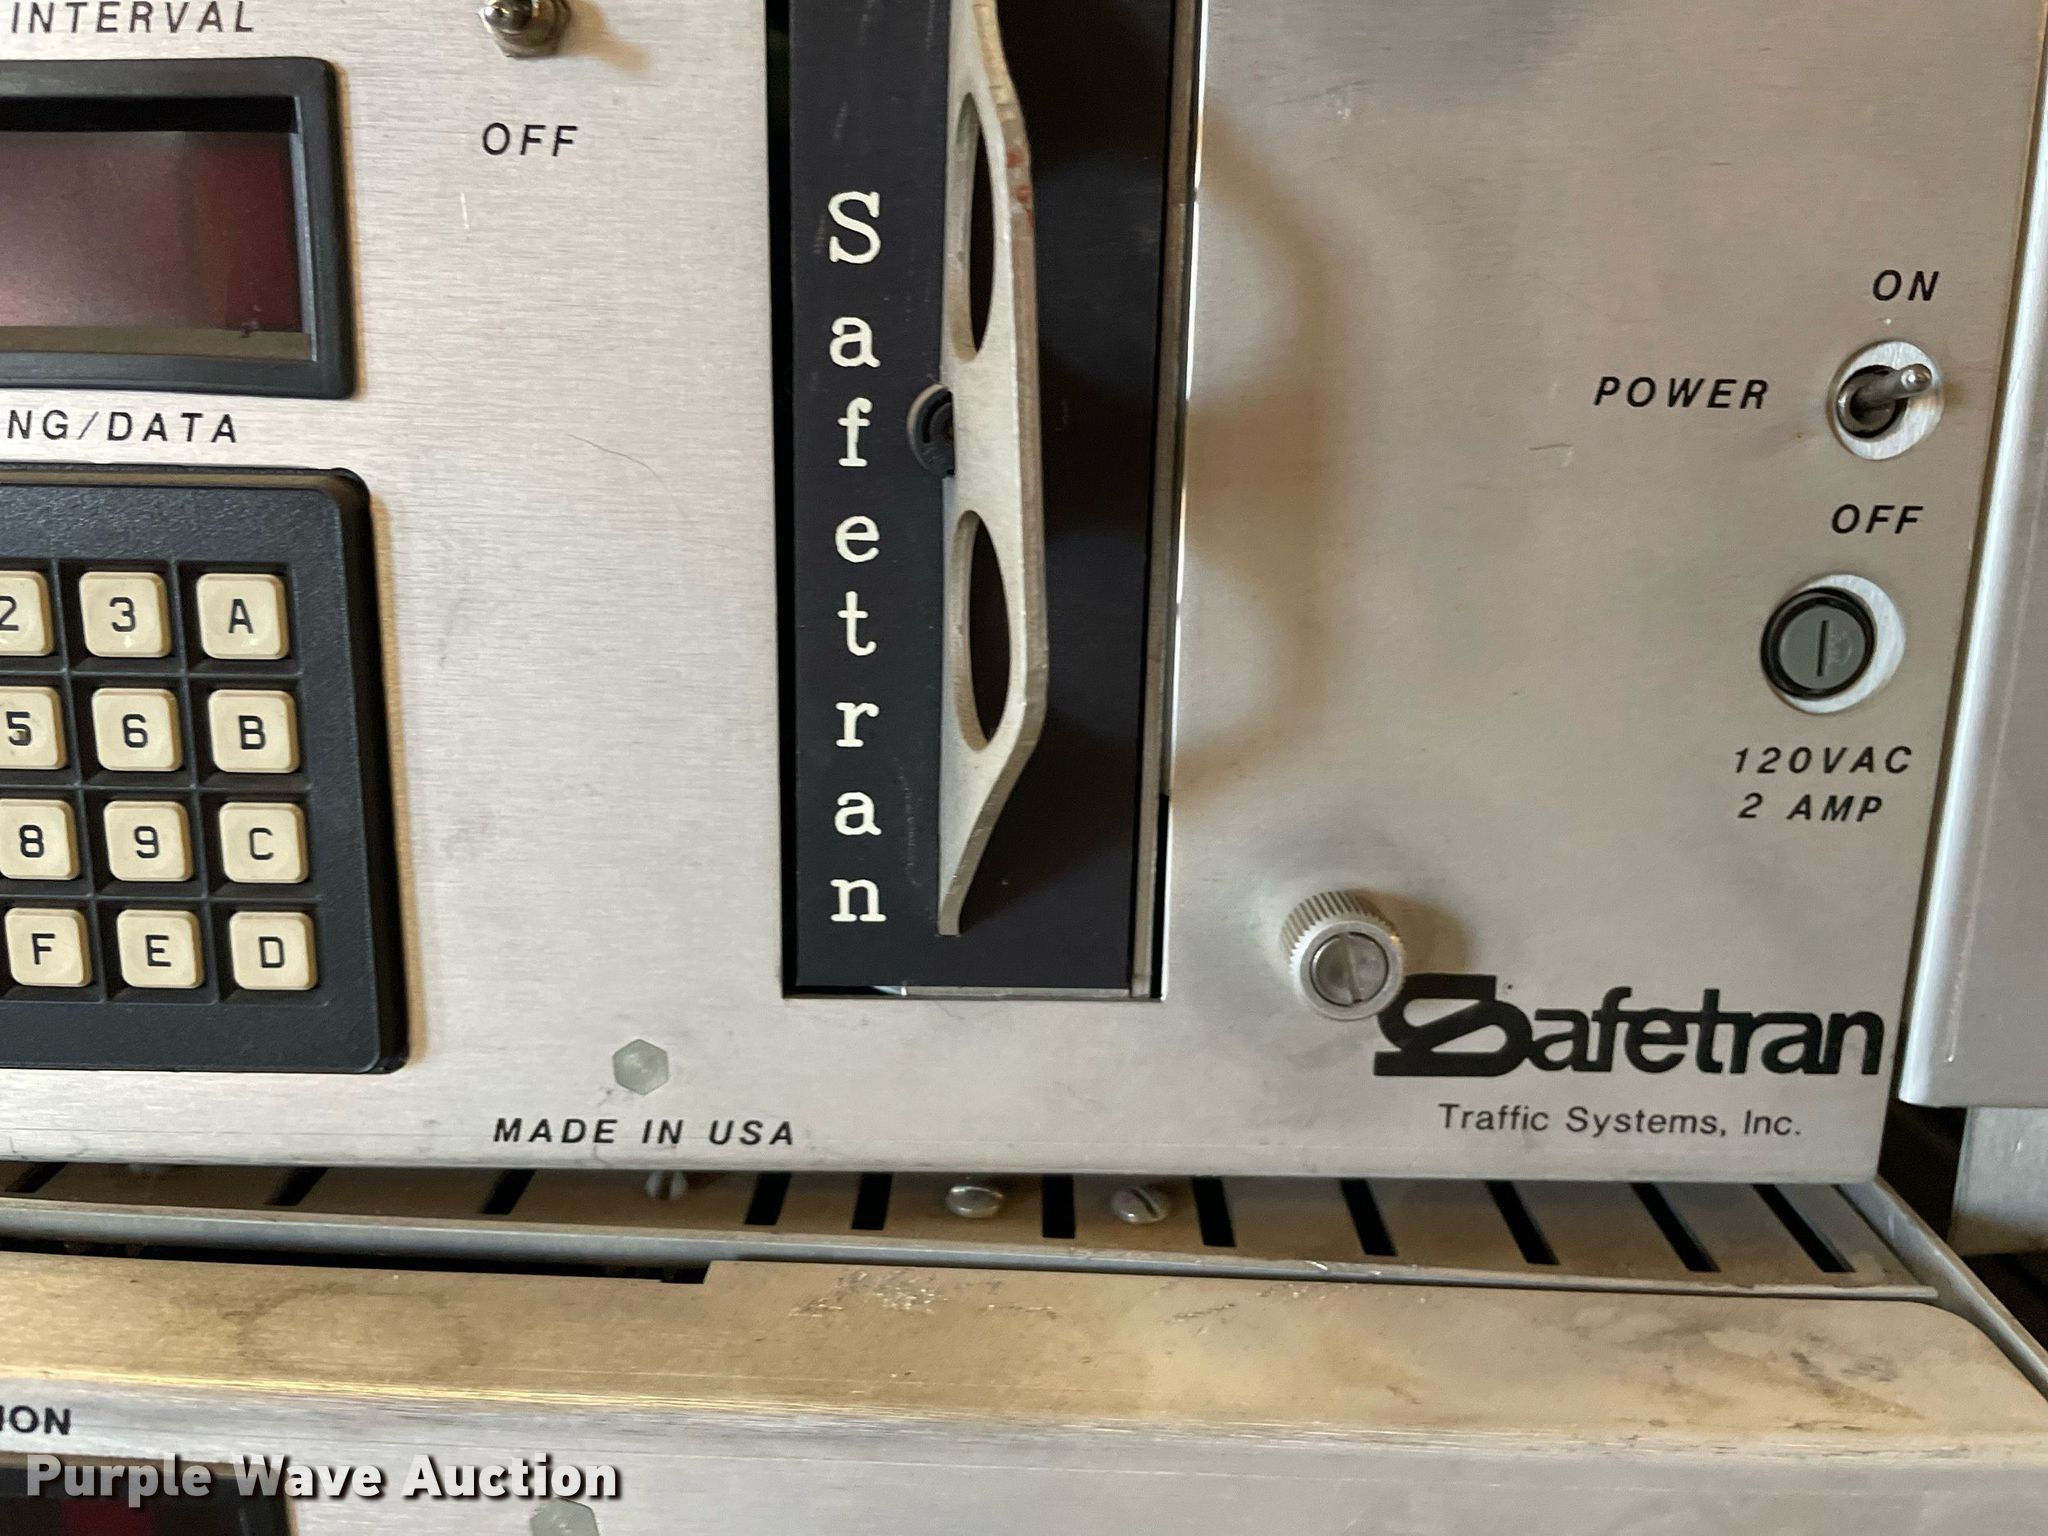 INTERVAL
OFF
NG/DATA
2 3 A
5 6 B
8 9 C
F E D
MADE IN USA
Safetran
ON
POWER
OFF
120VAC
2 AMP
Safetran
Traffic Systems, Inc.
ION
Purple Wave Auction